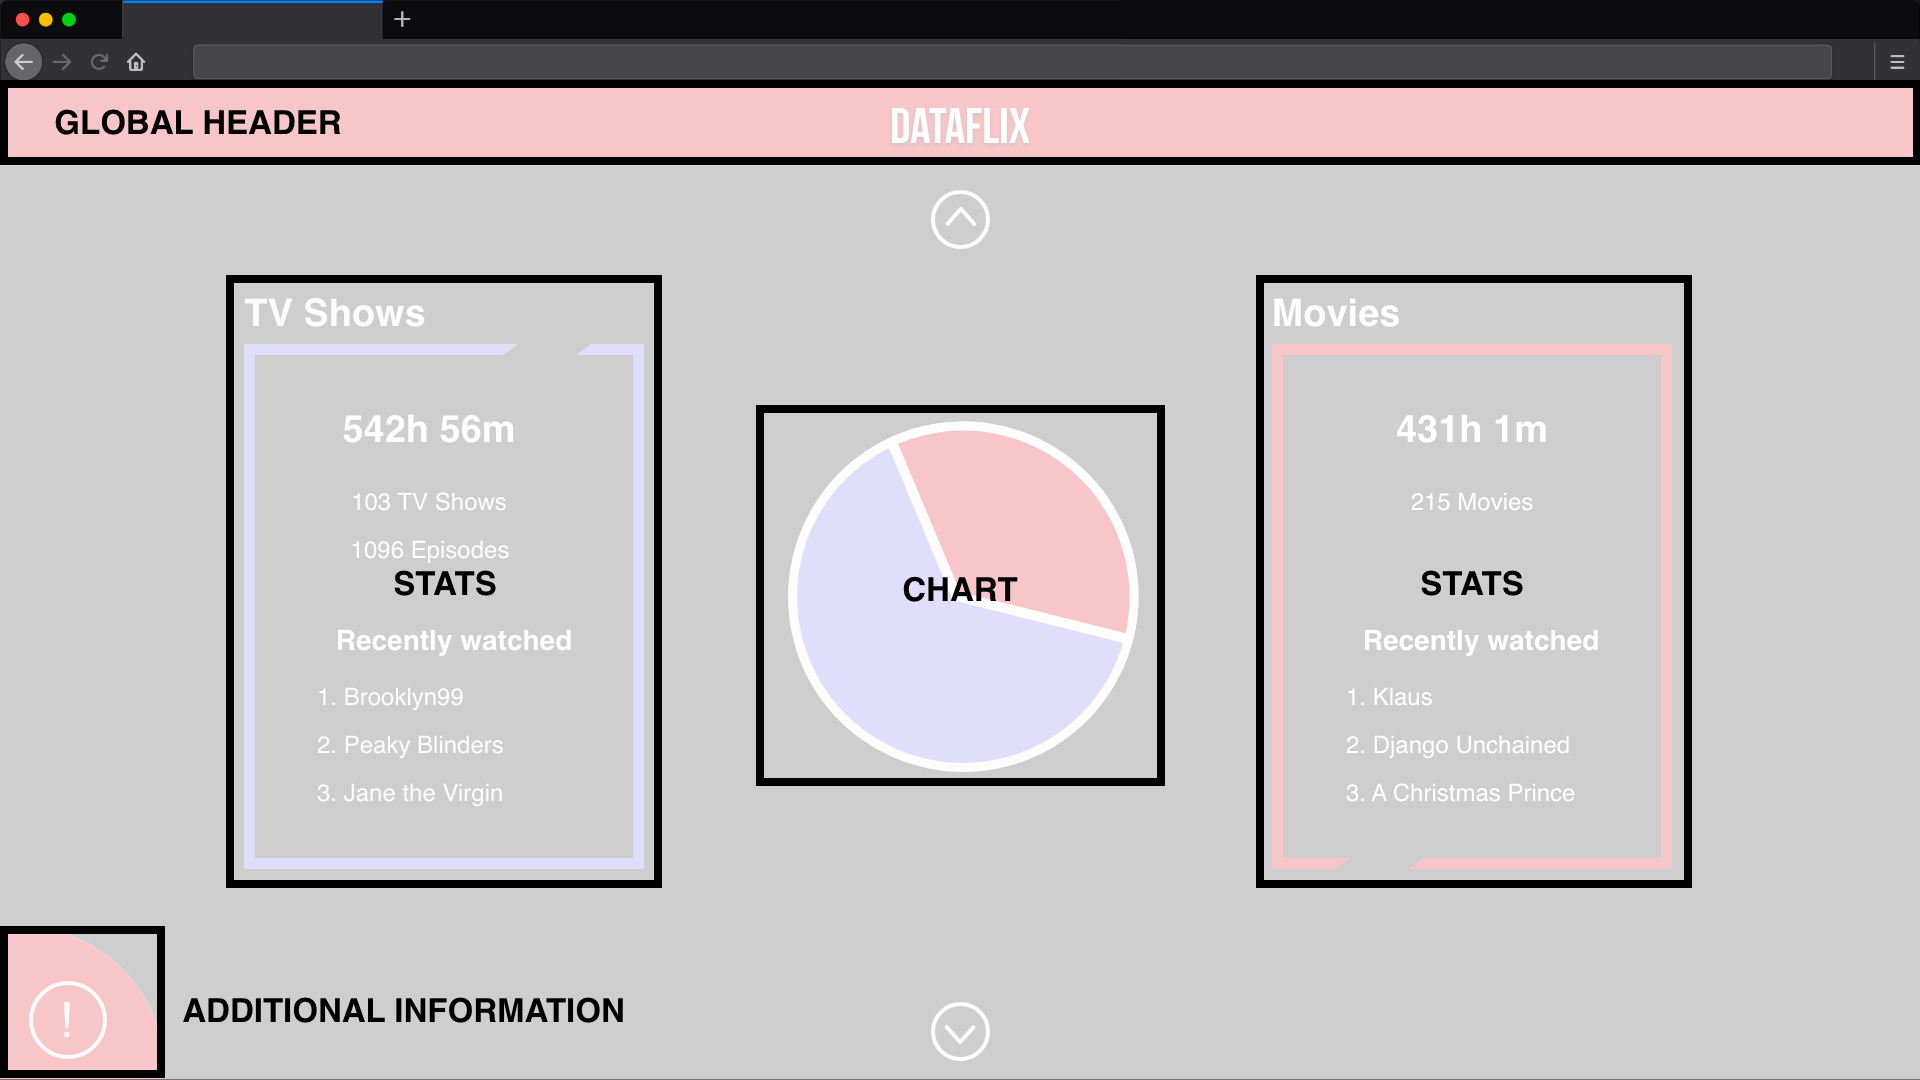 GLOBAL HEADER
DATAFLIX
TV Shows
542h 56m
103 TV Shows
1096 Episodes
STATS
Recently watched
1. Brooklyn99
2. Peaky Blinders
3. Jane the Virgin
CHART
Movies
431h 1m
215 Movies
STATS
Recently watched
1. Klaus
2. Django Unchained
3. A Christmas Prince
!
ADDITIONAL INFORMATION